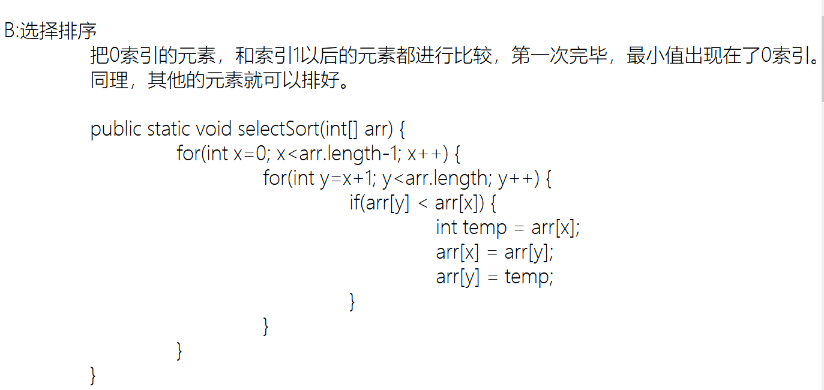 B:选择排序
把0索引的元素，和索引1以后的元素都进行比较，第一次完毕，最小值出现在了0索引。
同理，其他的元素就可以排好。
public static void selectSort(int[] arr) {
for(int x=0; x<arr.length-1; x++) {
for(int y=x+1; y<arr.length; y++) {
if(arr[y] < arr[x]) {
int temp = arr[x];
arr[x] = arr[y];
arr[y] = temp;
}
}
}
}